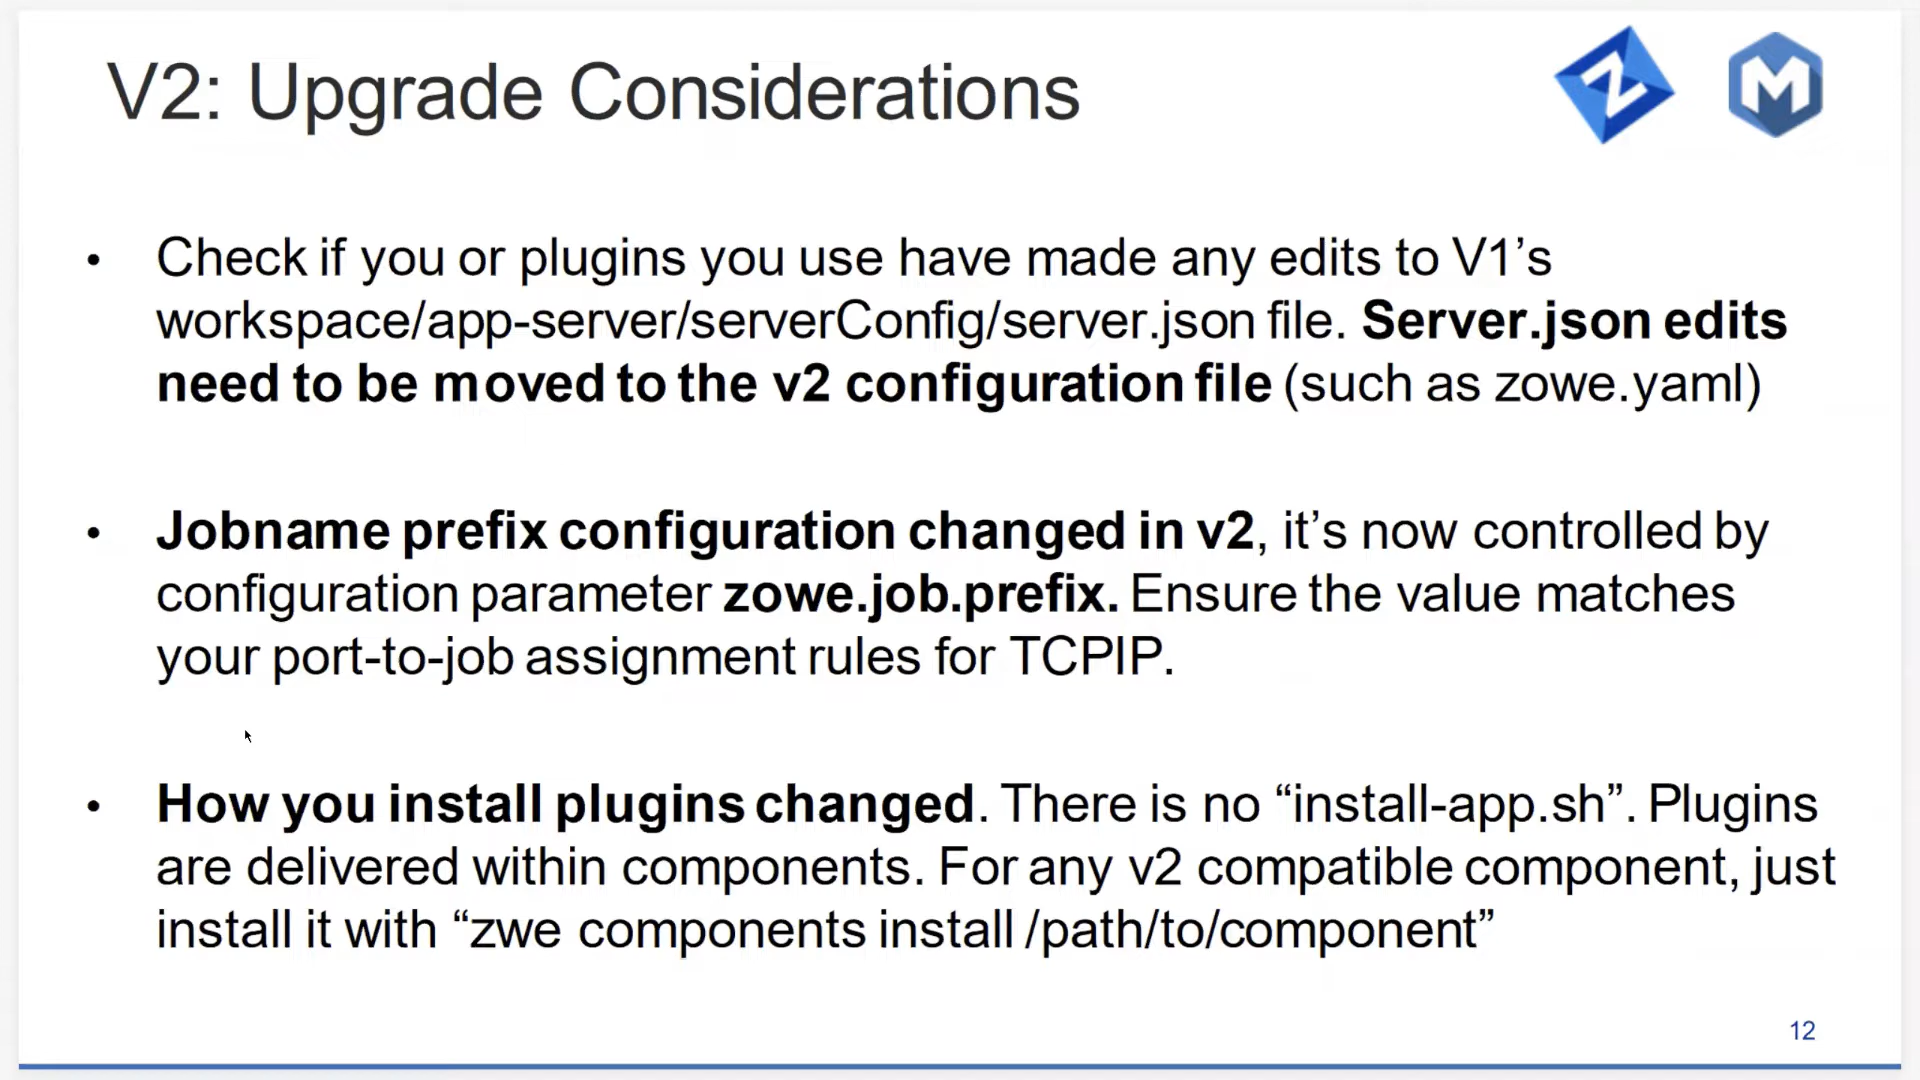 V2: Upgrade Considerations
Z
M
• Check if you or plugins you use have made any edits to V1’s
workspace/app-server/serverConfig/server.json file. Server.json edits
need to be moved to the v2 configuration file (such as zowe.yaml)
• Jobname prefix configuration changed in v2, it’s now controlled by
configuration parameter zowe.job.prefix. Ensure the value matches
your port-to-job assignment rules for TCPIP.
• How you install plugins changed. There is no “install-app.sh”. Plugins
are delivered within components. For any v2 compatible component, just
install it with “zwe components install /path/to/component”
12